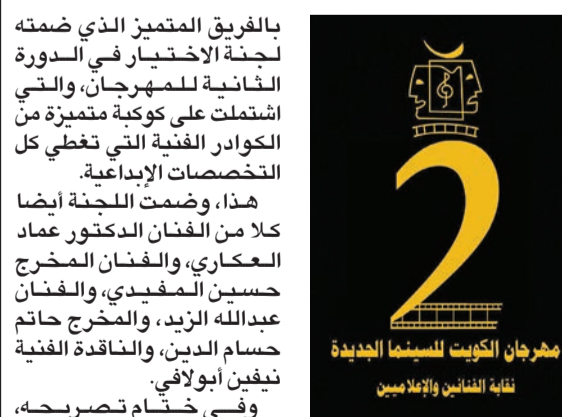 بالفريق المتميز الذي ضمته
لجنة الاختيار في الدورة
الثانية للمهرجان، والتي
اشتملت على كوكبة متميزة من
الكوادر الفنية التي تغطي كل
التخصصات الإبداعية.
هذا، وضمت اللجنة أيضا
كلا من الفنان الدكتور عماد
العكاري، والفنان المخرج
حسين المفيدي، والفنان
عبدالله الزيد، والمخرج حاتم
حسام الدين، والناقدة الفنية
نيفين أبولافي.
وفي ختام تصريحه،
2
مهرجان الكويت للسينما الجديدة
نقابة الفنانين والإعلاميين